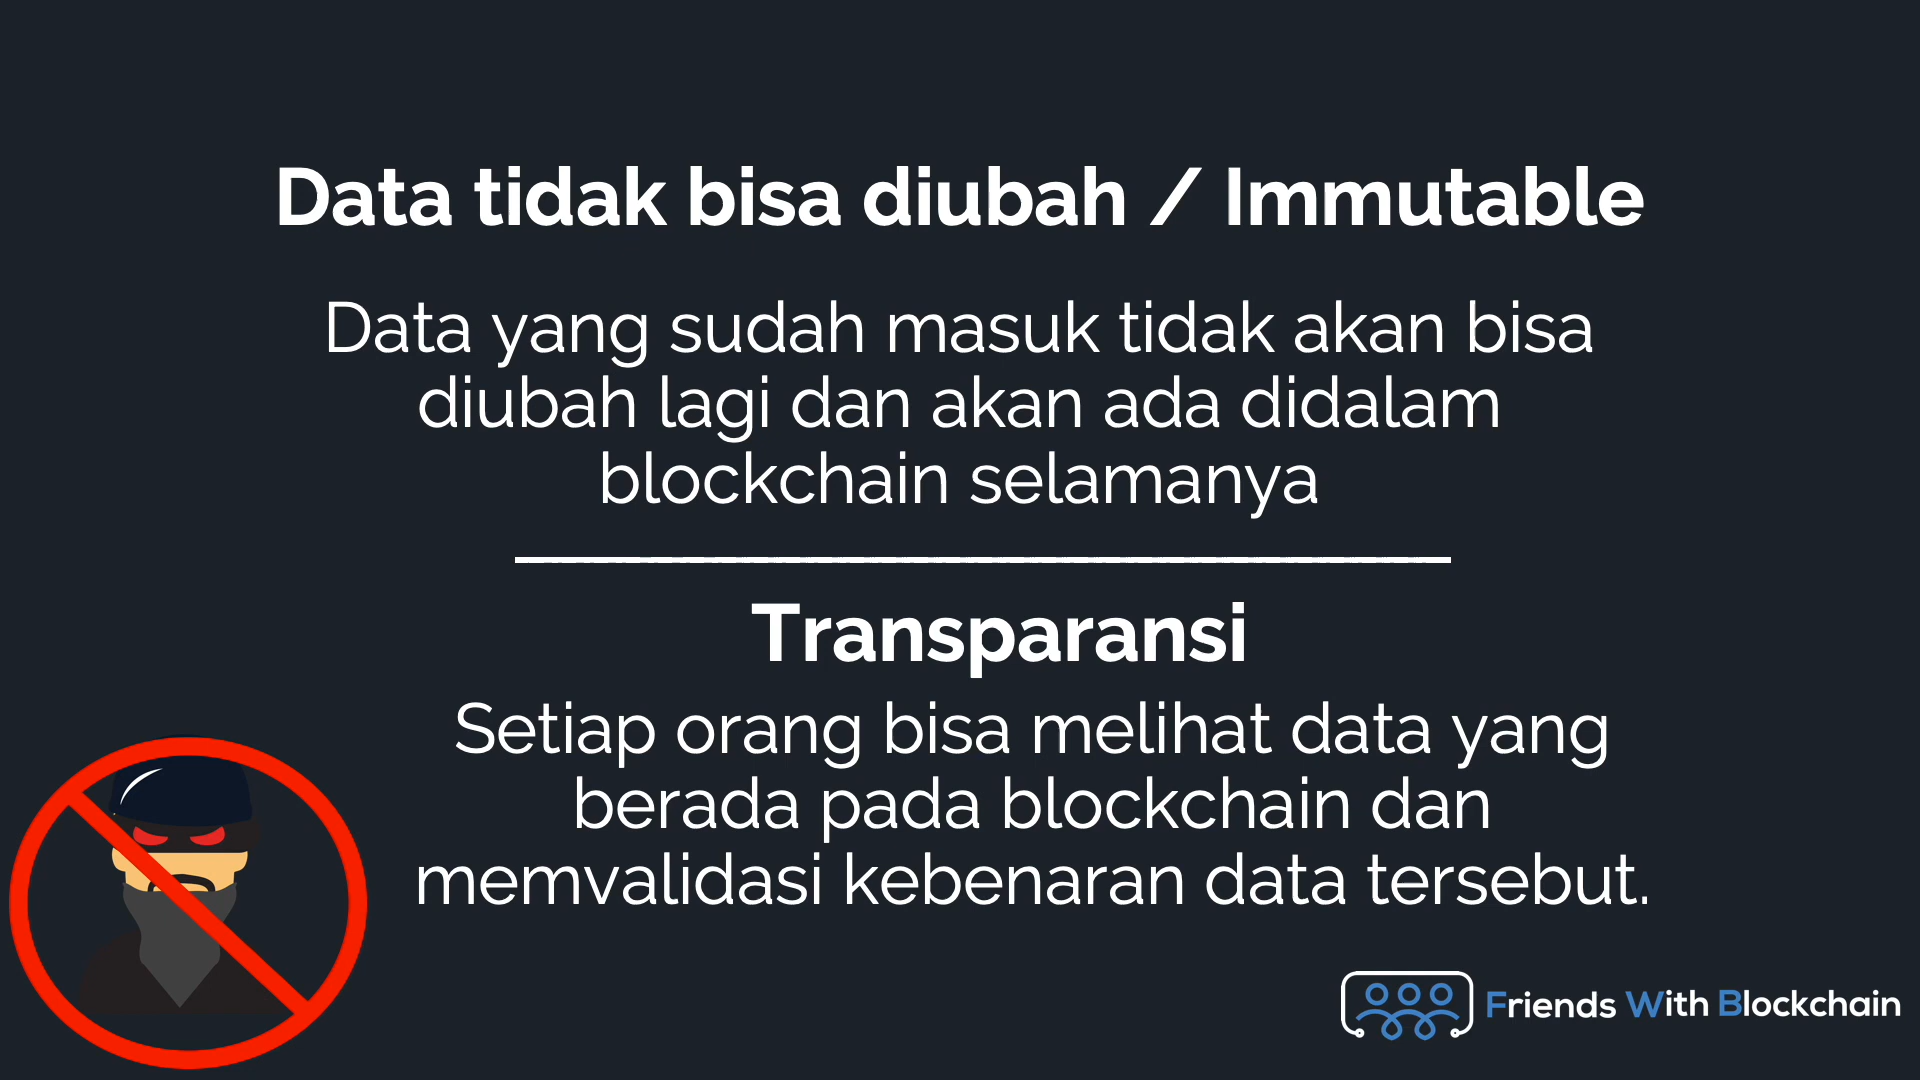 Data tidak bisa diubah / Immutable
Data yang sudah masuk tidak akan bisa
diubah lagi dan akan ada didalam
blockchain selamanya
Transparansi
Setiap orang bisa melihat data yang
berada pada blockchain dan
memvalidasi kebenaran data tersebut.
Friends With Blockchain